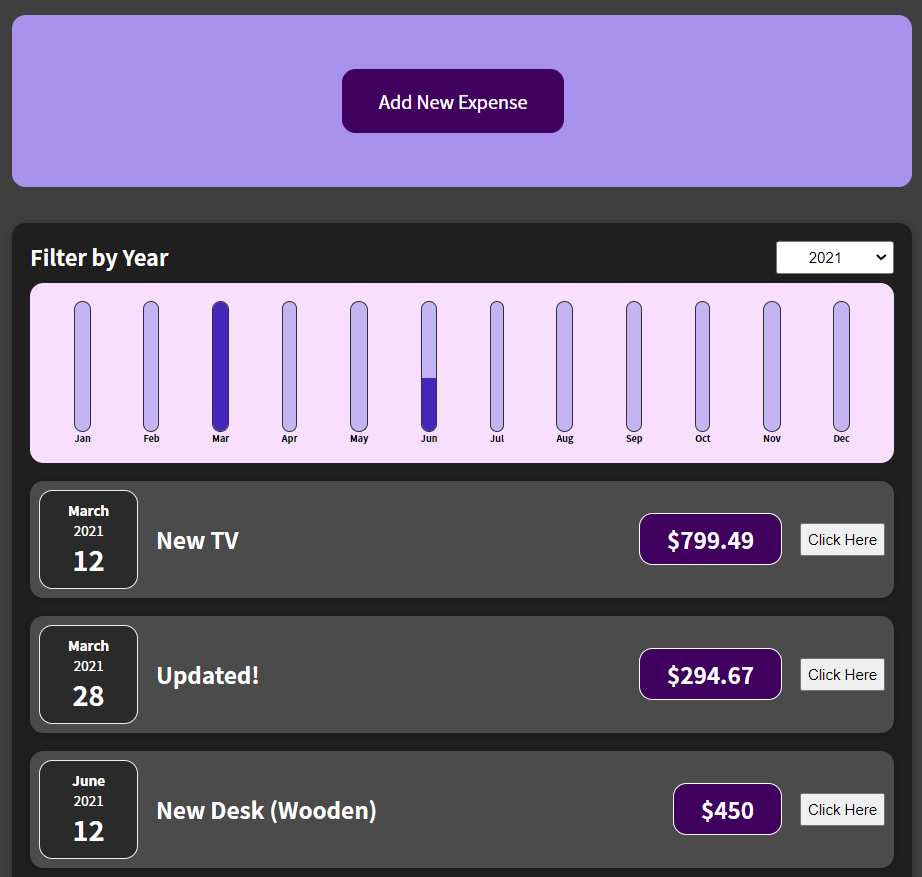 Add New Expense
Filter by Year
2021
Jan Feb Mar Apr May Jun Jul Aug Sep Oct Nov Dec
March
2021
12
New TV
$799.49
Click Here
March
2021
28
Updated!
$294.67
Click Here
June
2021
12
New Desk (Wooden)
$450
Click Here